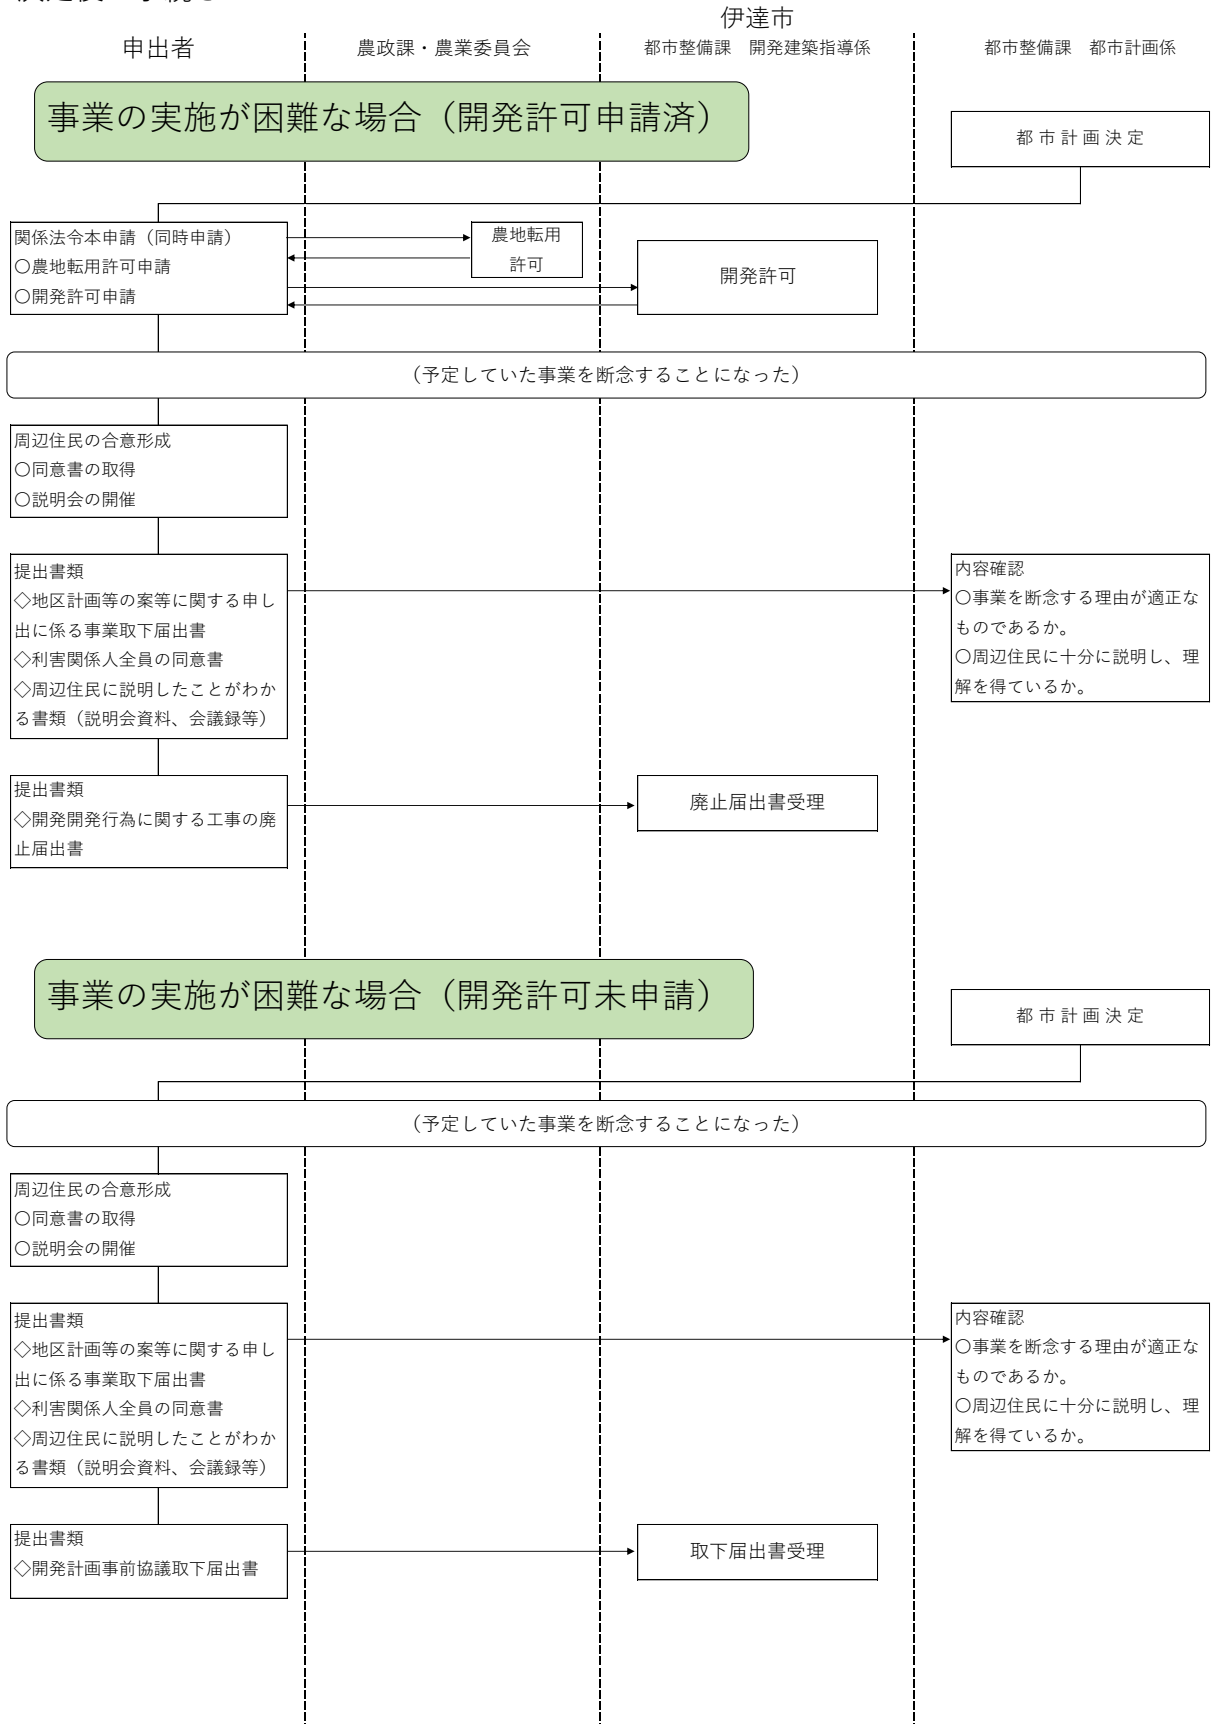 伊達市
申出者
農政課・農業委員会
都市整備課　開発建築指導係
都市整備課　都市計画係
事業の実施が困難な場合（開発許可申請済）
都市計画決定
関係法令本申請（同時申請）
〇農地転用許可申請
〇開発許可申請
農地転用
許可
開発許可
（予定していた事業を断念することになった）
周辺住民の合意形成
〇同意書の取得
〇説明会の開催
提出書類
◇地区計画等の案等に関する申し
出に係る事業取下届出書
◇利害関係人全員の同意書
◇周辺住民に説明したことがわか
る書類（説明会資料、会議録等）
内容確認
〇事業を断念する理由が適正な
ものであるか。
〇周辺住民に十分に説明し、理
解を得ているか。
提出書類
◇開発開発行為に関する工事の廃
止届出書
廃止届出書受理
事業の実施が困難な場合（開発許可未申請）
都市計画決定
（予定していた事業を断念することになった）
周辺住民の合意形成
〇同意書の取得
〇説明会の開催
提出書類
◇地区計画等の案等に関する申し
出に係る事業取下届出書
◇利害関係人全員の同意書
◇周辺住民に説明したことがわか
る書類（説明会資料、会議録等）
内容確認
〇事業を断念する理由が適正な
ものであるか。
〇周辺住民に十分に説明し、理
解を得ているか。
提出書類
◇開発計画事前協議取下届出書
取下届出書受理